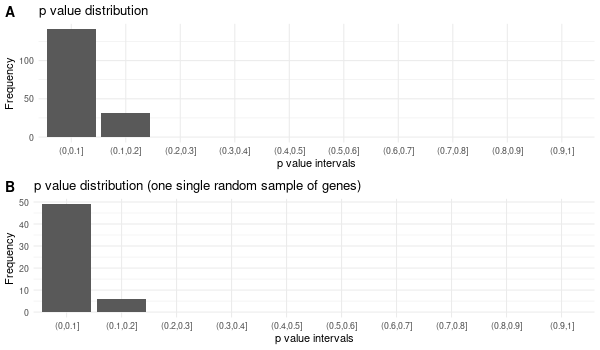 A
p value distribution
Frequency
100
50
0
(0,0.1] (0.1,0.2] (0.2,0.3] (0.3,0.4] (0.4,0.5] (0.5,0.6] (0.6,0.7] (0.7,0.8] (0.8,0.9] (0.9,1]
p value intervals
B
p value distribution (one single random sample of genes)
Frequency
50
40
30
20
10
0
(0,0.1] (0.1,0.2] (0.2,0.3] (0.3,0.4] (0.4,0.5] (0.5,0.6] (0.6,0.7] (0.7,0.8] (0.8,0.9] (0.9,1]
p value intervals